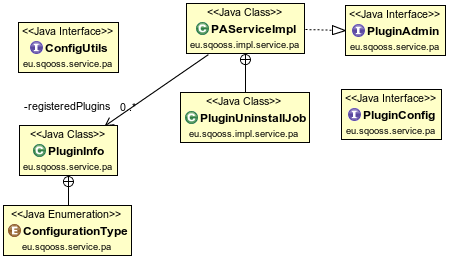 <<Java Interface>>
I ConfigUtils
eu.sqooss.service.pa
<<Java Class>>
C PAServiceImpl
eu.sqooss.impl.service.pa
<<Java Interface>>
I PluginAdmin
eu.sqooss.service.pa
-registeredPlugins 0..*
<<Java Class>>
C PluginUninstallJob
eu.sqooss.impl.service.pa
<<Java Interface>>
I PluginConfig
eu.sqooss.service.pa
<<Java Class>>
C PluginInfo
eu.sqooss.service.pa
<<Java Enumeration>>
E ConfigurationType
eu.sqooss.service.pa